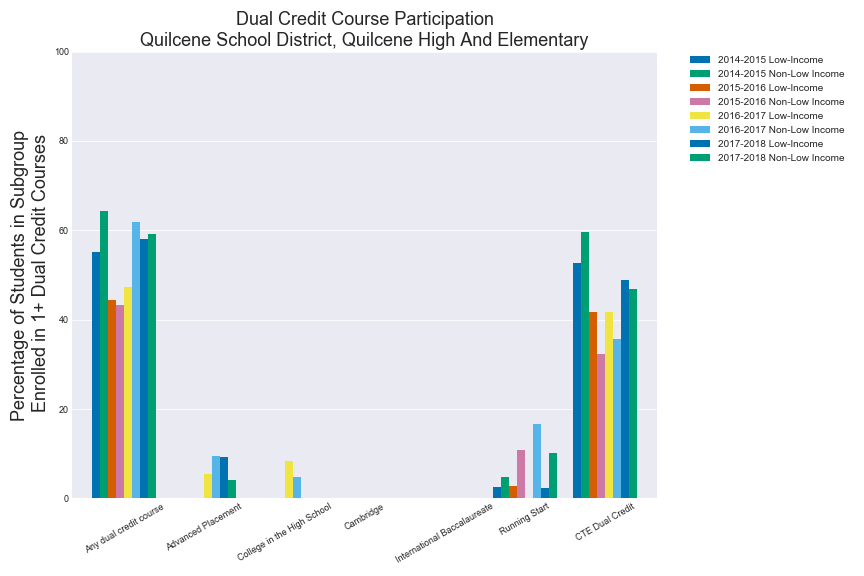 Dual Credit Course Participation
Quilcene School District, Quilcene High And Elementary
Percentage of Students in Subgroup
Enrolled in 1+ Dual Credit Courses
100
80
60
40
20
0
Any dual credit course
Advanced Placement
College in the High School
Cambridge
International Baccalaureate
Running Start
CTE Dual Credit
2014-2015 Low-Income
2014-2015 Non-Low Income
2015-2016 Low-Income
2015-2016 Non-Low Income
2016-2017 Low-Income
2016-2017 Non-Low Income
2017-2018 Low-Income
2017-2018 Non-Low Income